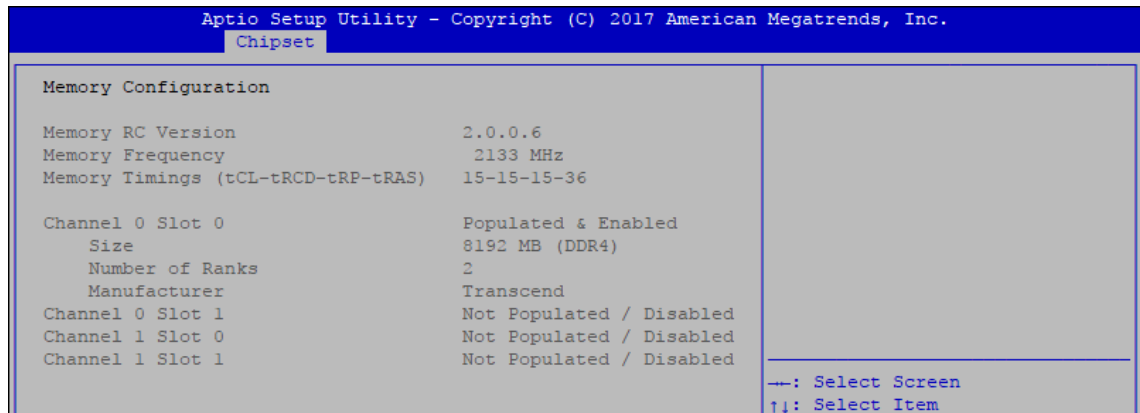 Aptio Setup Utility - Copyright (C) 2017 American Megatrends, Inc.
Chipset
Memory Configuration
Memory RC Version 2.0.0.6
Memory Frequency 2133 MHz
Memory Timings (tCL-tRCD-tRP-tRAS) 15-15-15-36
Channel 0 Slot 0 Populated & Enabled
Size 8192 MB (DDR4)
Number of Ranks 2
Manufacturer Transcend
Channel 0 Slot 1 Not Populated / Disabled
Channel 1 Slot 0 Not Populated / Disabled
Channel 1 Slot 1 Not Populated / Disabled
→←: Select Screen
↑↓: Select Item